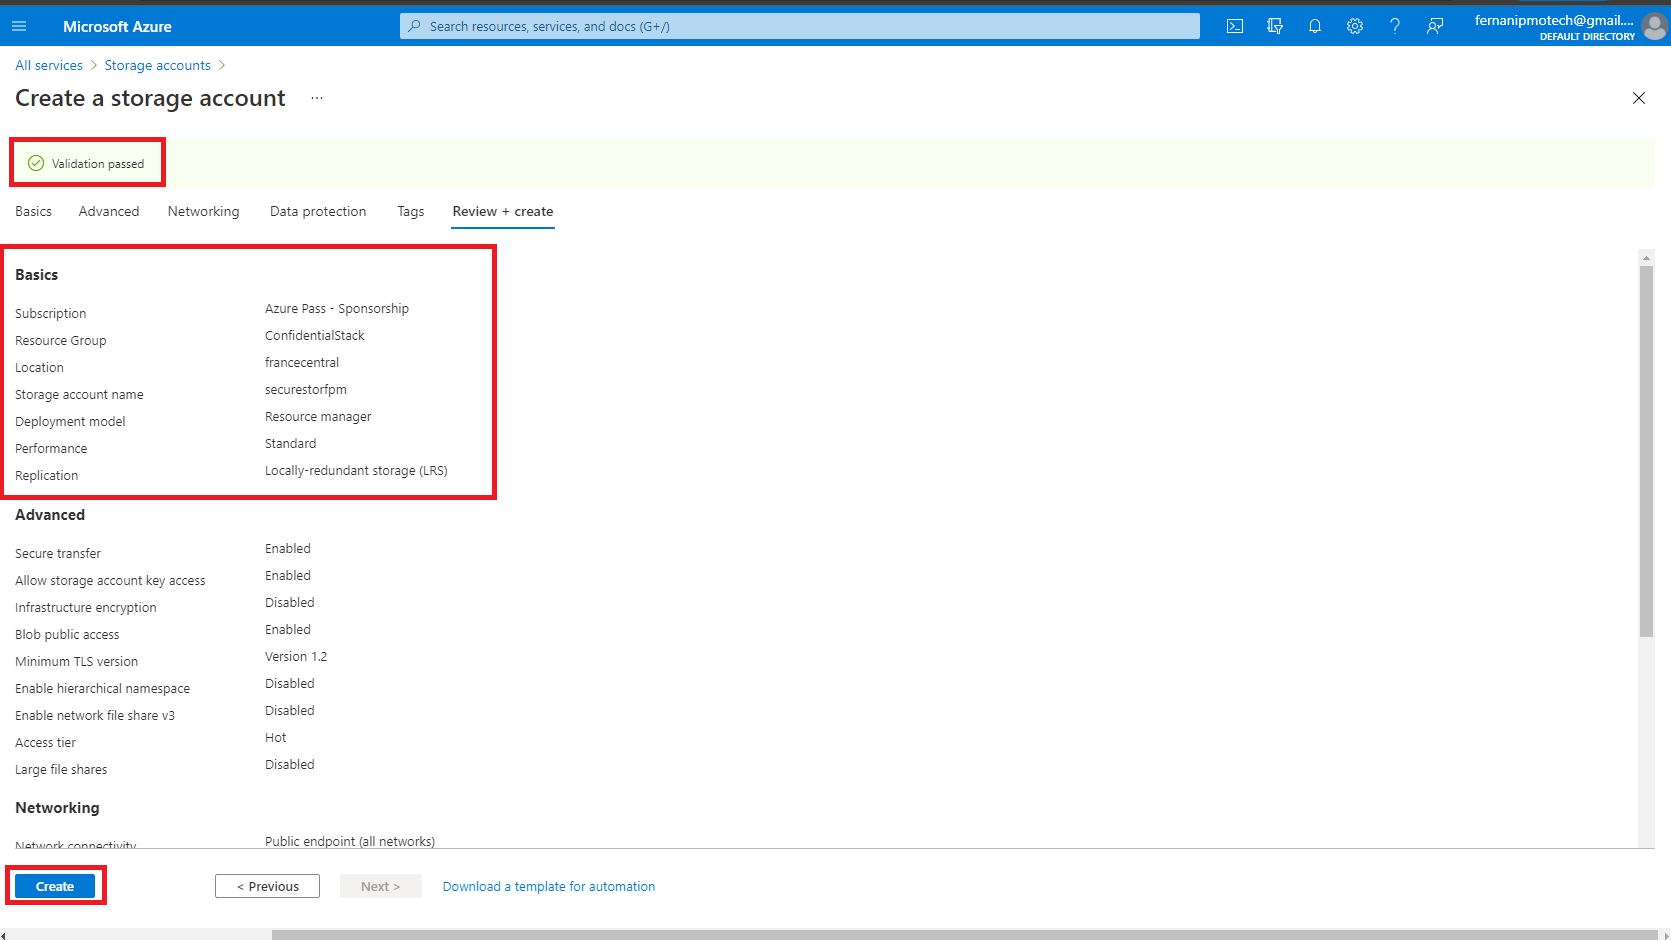 Microsoft Azure
Search resources, services, and docs (G+/)
fernanipmotech@gmail....
DEFAULT DIRECTORY
All services > Storage accounts >
Create a storage account ...
Validation passed
Basics Advanced Networking Data protection Tags Review + create
Basics
Subscription Azure Pass - Sponsorship
Resource Group ConfidentialStack
Location francecentral
Storage account name securestorfpm
Deployment model Resource manager
Performance Standard
Replication Locally-redundant storage (LRS)
Advanced
Secure transfer Enabled
Allow storage account key access Enabled
Infrastructure encryption Disabled
Blob public access Enabled
Minimum TLS version Version 1.2
Enable hierarchical namespace Disabled
Enable network file share v3 Disabled
Access tier Hot
Large file shares Disabled
Networking
Network connectivity Public endpoint (all networks)
Create < Previous Next > Download a template for automation